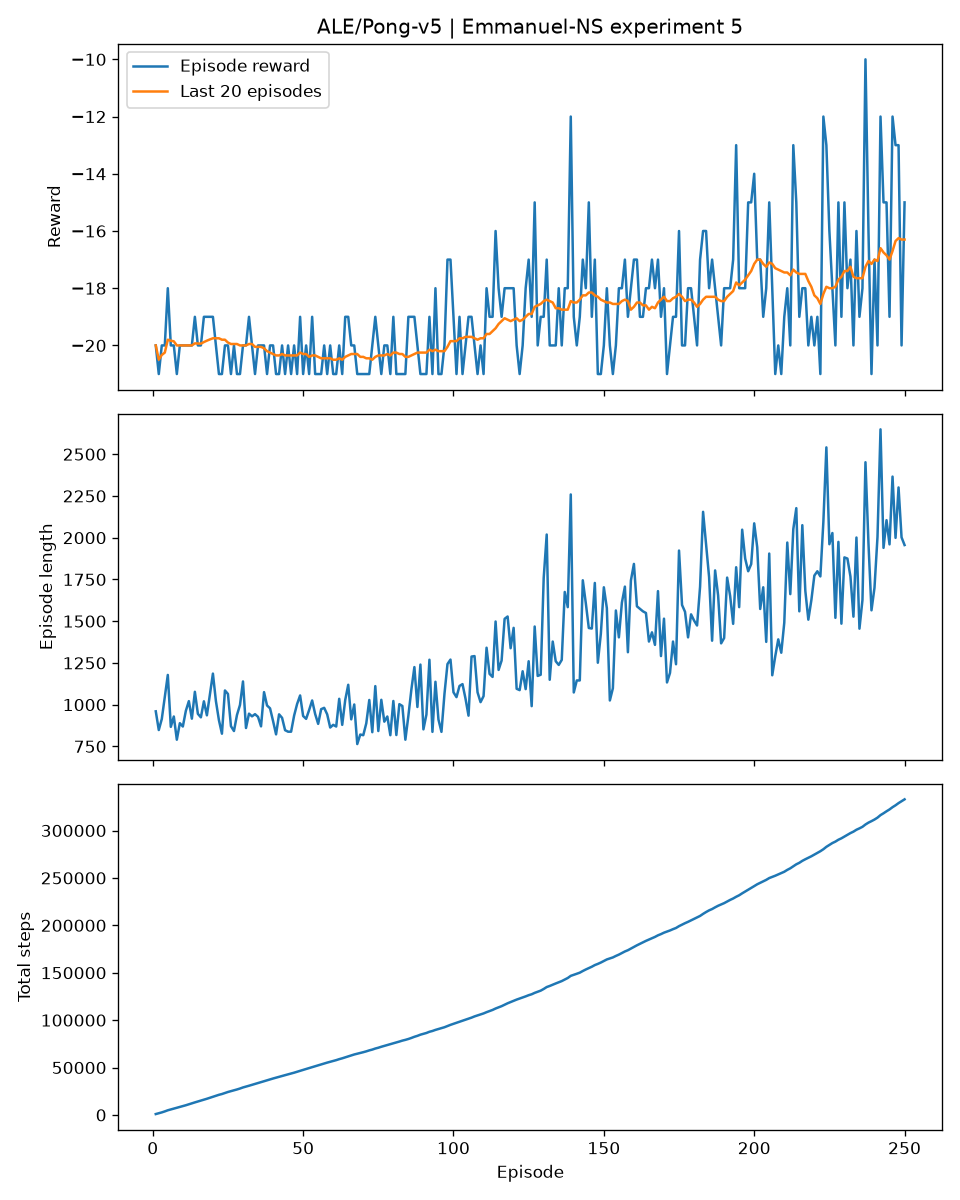 ALE/Pong-v5 | Emmanuel-NS experiment 5
Episode reward
Last 20 episodes
Reward
−10
−12
−14
−16
−18
−20
Episode length
2500
2250
2000
1750
1500
1250
1000
750
Total steps
300000
250000
200000
150000
100000
50000
0
0 50 100 150 200 250
Episode